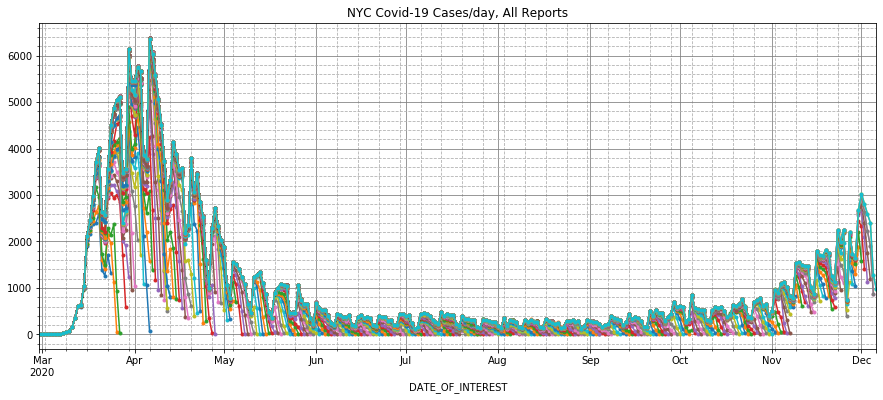 NYC Covid-19 Cases/day, All Reports
6000
5000
4000
3000
2000
1000
0
Mar Apr May Jun Jul Aug Sep Oct Nov Dec
2020
DATE_OF_INTEREST